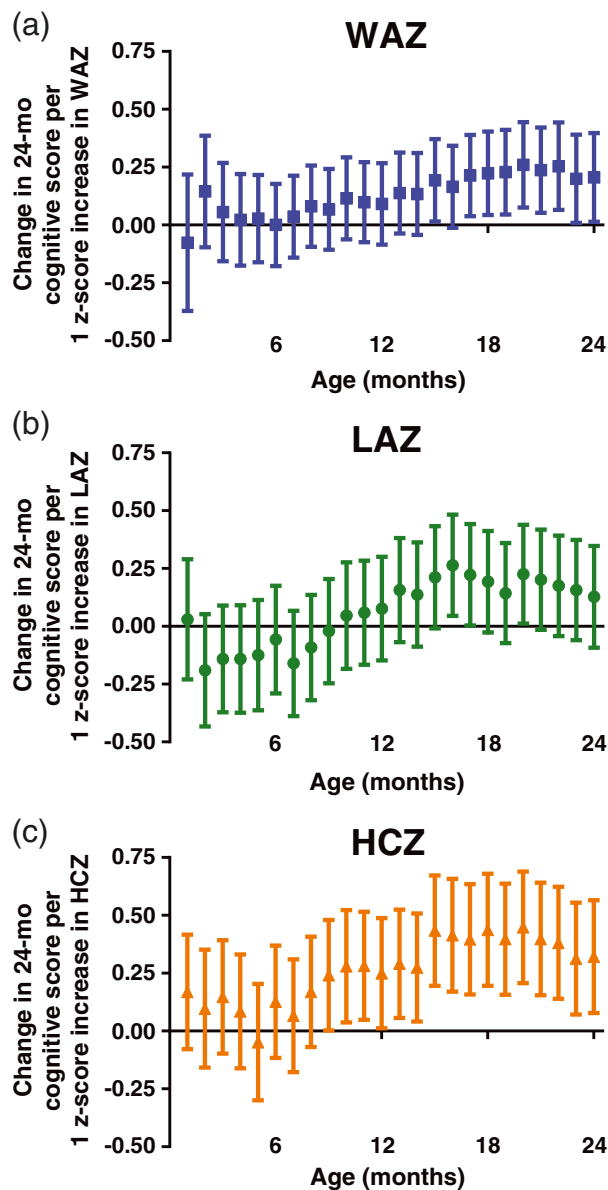 (a)
WAZ
Change in 24-mo
cognitive score per
1 z-score increase in WAZ
0.75
0.50
0.25
0.00
-0.25
-0.50
6
12
18
24
Age (months)
(b)
LAZ
Change in 24-mo
cognitive score per
1 z-score increase in LAZ
0.75
0.50
0.25
0.00
-0.25
-0.50
6
12
18
24
Age (months)
(c)
HCZ
Change in 24-mo
cognitive score per
1 z-score increase in HCZ
0.75
0.50
0.25
0.00
-0.25
-0.50
6
12
18
24
Age (months)